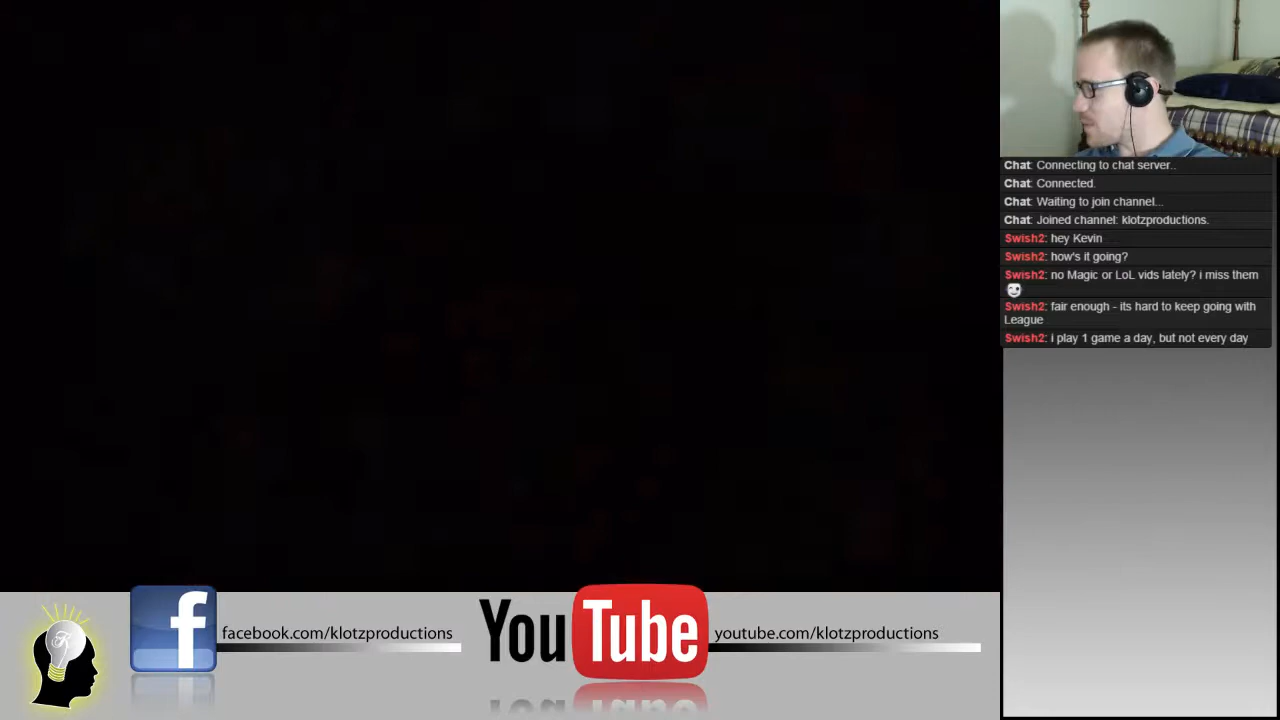 Chat: Connecting to chat server..
Chat: Connected.
Chat: Waiting to join channel...
Chat: Joined channel: klotzproductions.
Swish2: hey Kevin
Swish2: how's it going?
Swish2: no Magic or LoL vids lately? i miss them
Swish2: fair enough - its hard to keep going with
League
Swish2: i play 1 game a day, but not every day
f facebook.com/klotzproductions
YouTube youtube.com/klotzproductions